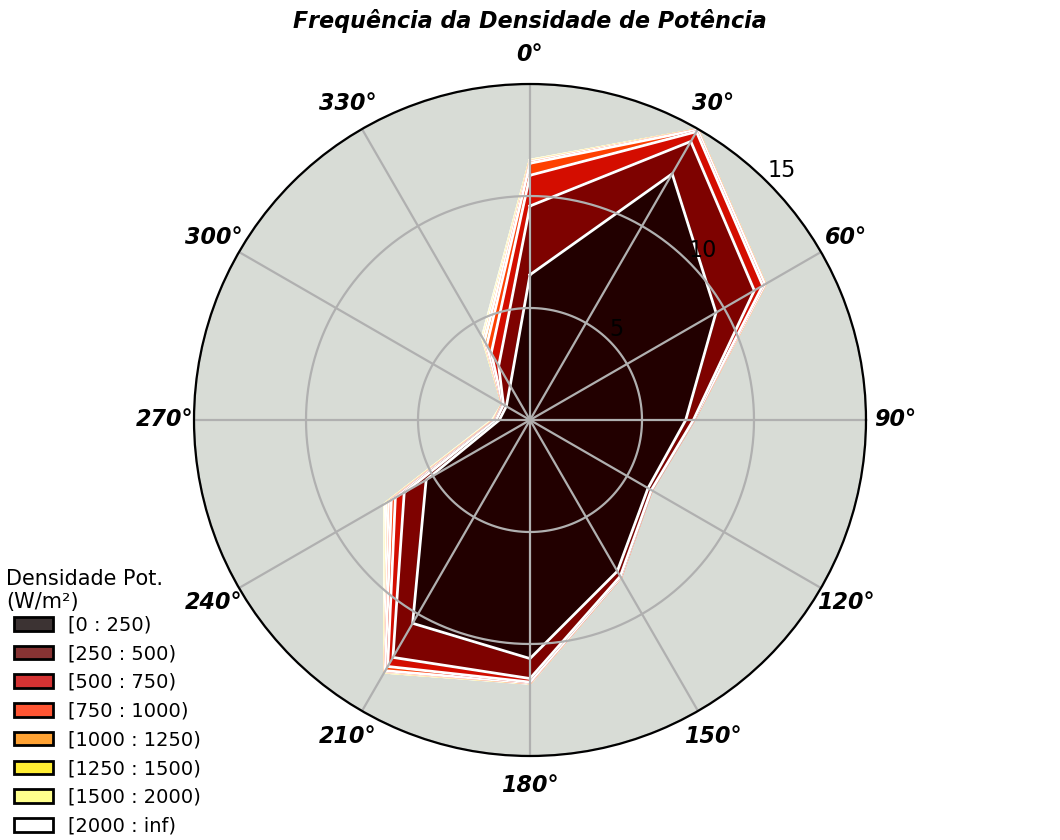 Frequência da Densidade de Potência
0°
330°
30°
15
300°
60°
10
5
270°
90°
240°
120°
210°
150°
180°
Densidade Pot.
(W/m²)
[0 : 250)
[250 : 500)
[500 : 750)
[750 : 1000)
[1000 : 1250)
[1250 : 1500)
[1500 : 2000)
[2000 : inf)